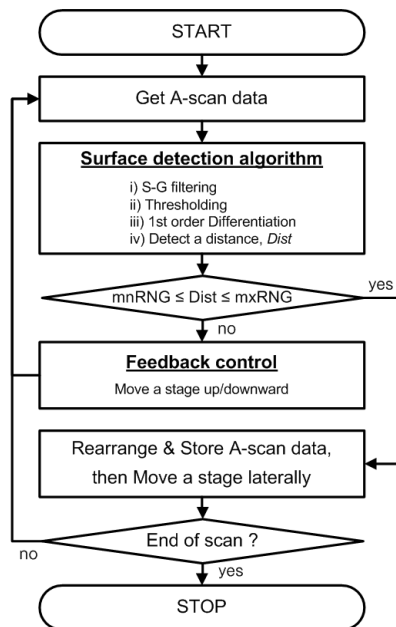 START
Get A-scan data
Surface detection algorithm
i) S-G filtering
ii) Thresholding
iii) 1st order Differentiation
iv) Detect a distance, Dist
mnRNG ≤ Dist ≤ mxRNG
yes
no
Feedback control
Move a stage up/downward
Rearrange & Store A-scan data,
then Move a stage laterally
End of scan ?
no
yes
STOP